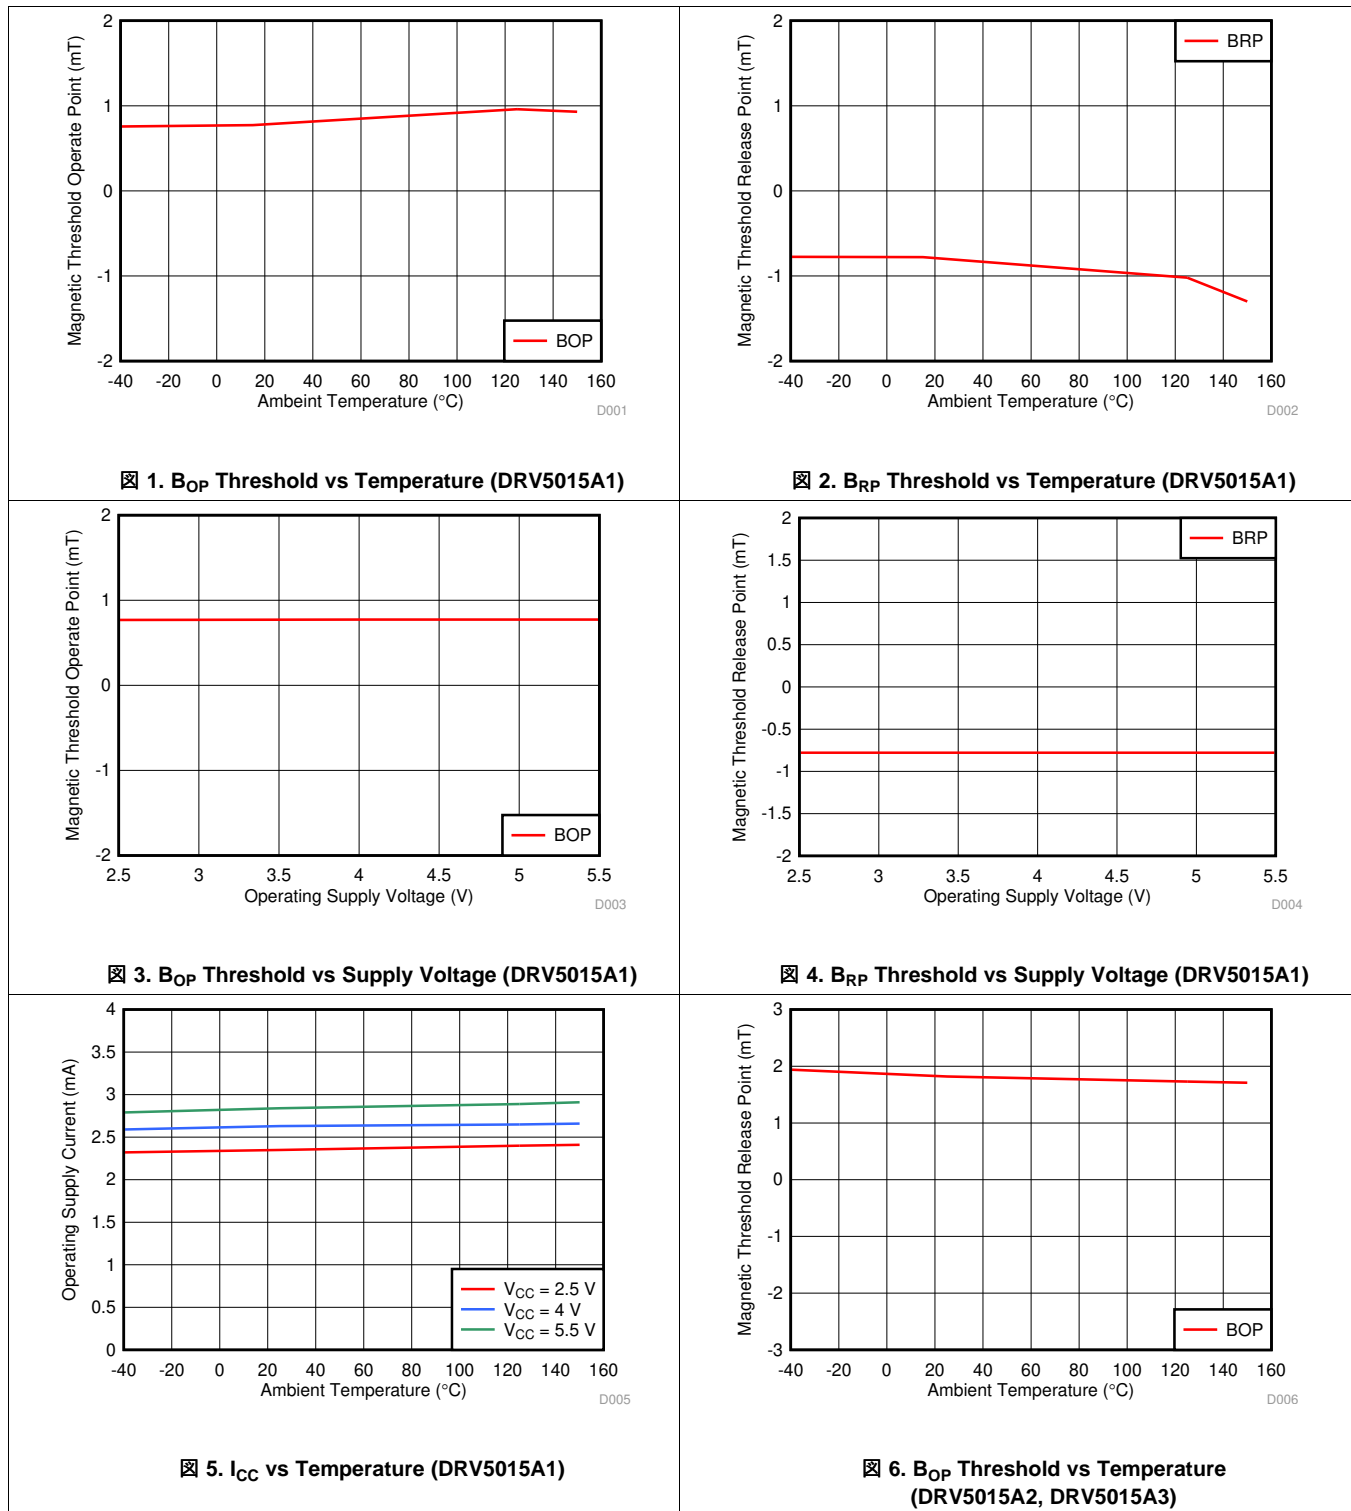 Magnetic Threshold Operate Point (mT)
2
1
0
-1
-2
BOP
-40 -20 0 20 40 60 80 100 120 140 160
Ambeint Temperature (°C)
D001
図 1. BOP Threshold vs Temperature (DRV5015A1)
Magnetic Threshold Release Point (mT)
2
1
0
-1
-2
BRP
-40 -20 0 20 40 60 80 100 120 140 160
Ambient Temperature (°C)
D002
図 2. BRP Threshold vs Temperature (DRV5015A1)
Magnetic Threshold Operate Point (mT)
2
1
0
-1
-2
BOP
2.5 3 3.5 4 4.5 5 5.5
Operating Supply Voltage (V)
D003
図 3. BOP Threshold vs Supply Voltage (DRV5015A1)
Magnetic Threshold Release Point (mT)
2
1.5
1
0.5
0
-0.5
-1
-1.5
-2
BRP
2.5 3 3.5 4 4.5 5 5.5
Operating Supply Voltage (V)
D004
図 4. BRP Threshold vs Supply Voltage (DRV5015A1)
Operating Supply Current (mA)
4
3.5
3
2.5
2
1.5
1
0.5
0
VCC = 2.5 V
VCC = 4 V
VCC = 5.5 V
-40 -20 0 20 40 60 80 100 120 140 160
Ambient Temperature (°C)
D005
図 5. ICC vs Temperature (DRV5015A1)
Magnetic Threshold Release Point (mT)
3
2
1
0
-1
-2
-3
BOP
-40 -20 0 20 40 60 80 100 120 140 160
Ambient Temperature (°C)
D006
図 6. BOP Threshold vs Temperature
(DRV5015A2, DRV5015A3)